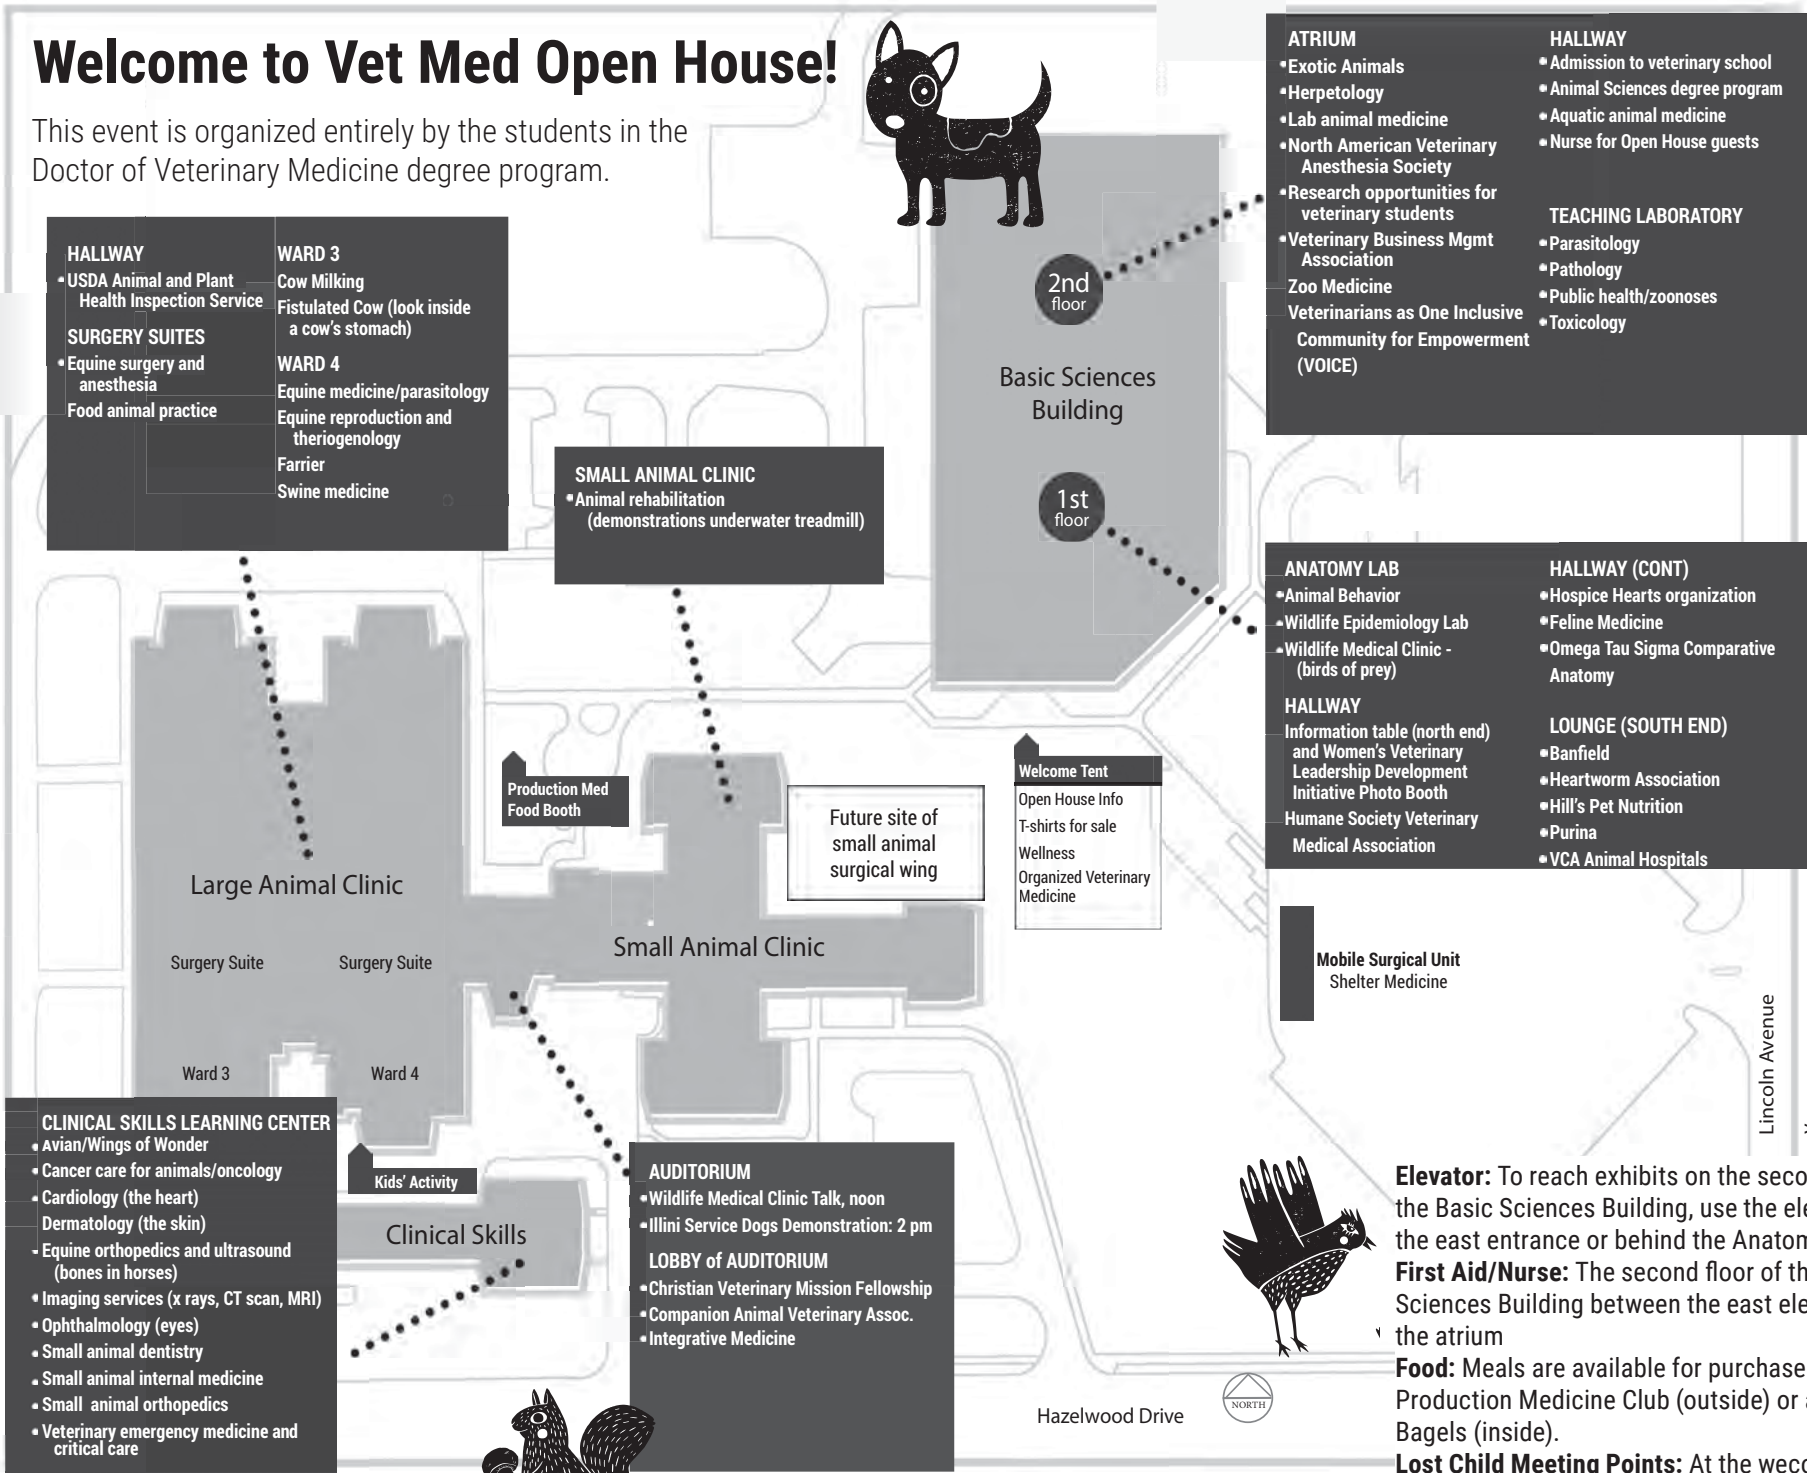 Welcome to Vet Med Open House!
This event is organized entirely by the students in the
Doctor of Veterinary Medicine degree program.
HALLWAY
USDA Animal and Plant
Health Inspection Service
SURGERY SUITES
Equine surgery and
anesthesia
Food animal practice
WARD 3
Cow Milking
Fistulated Cow (look inside
a cow's stomach)
WARD 4
Equine medicine/parasitology
Equine reproduction and
theriogenology
Farrier
Swine medicine
SMALL ANIMAL CLINIC
Animal rehabilitation
(demonstrations underwater treadmill)
2nd
floor
Basic Sciences
Building
1st
floor
ATRIUM
Exotic Animals
Herpetology
Lab animal medicine
North American Veterinary
Anesthesia Society
Research opportunities for
veterinary students
Veterinary Business Mgmt
Association
Zoo Medicine
Veterinarians as One Inclusive
Community for Empowerment
(VOICE)
HALLWAY
Admission to veterinary school
Animal Sciences degree program
Aquatic animal medicine
Nurse for Open House guests
TEACHING LABORATORY
Parasitology
Pathology
Public health/zoonoses
Toxicology
ANATOMY LAB
Animal Behavior
Wildlife Epidemiology Lab
Wildlife Medical Clinic -
(birds of prey)
HALLWAY
Information table (north end)
and Women's Veterinary
Leadership Development
Initiative Photo Booth
Humane Society Veterinary
Medical Association
HALLWAY (CONT)
Hospice Hearts organization
Feline Medicine
Omega Tau Sigma Comparative
Anatomy
LOUNGE (SOUTH END)
Banfield
Heartworm Association
Hill's Pet Nutrition
Purina
VCA Animal Hospitals
Production Med
Food Booth
Future site of
small animal
surgical wing
Welcome Tent
Open House Info
T-shirts for sale
Wellness
Organized Veterinary
Medicine
Large Animal Clinic
Small Animal Clinic
Surgery Suite
Surgery Suite
Ward 3
Ward 4
Mobile Surgical Unit
Shelter Medicine
Lincoln Avenue
CLINICAL SKILLS LEARNING CENTER
Avian/Wings of Wonder
Cancer care for animals/oncology
Cardiology (the heart)
Dermatology (the skin)
Equine orthopedics and ultrasound
(bones in horses)
Imaging services (x rays, CT scan, MRI)
Ophthalmology (eyes)
Small animal dentistry
Small animal internal medicine
Small animal orthopedics
Veterinary emergency medicine and
critical care
Kids' Activity
Clinical Skills
AUDITORIUM
Wildlife Medical Clinic Talk, noon
Illini Service Dogs Demonstration: 2 pm
LOBBY of AUDITORIUM
Christian Veterinary Mission Fellowship
Companion Animal Veterinary Assoc.
Integrative Medicine
Hazelwood Drive
NORTH
Elevator: To reach exhibits on the seco
the Basic Sciences Building, use the ele
the east entrance or behind the Anatom
First Aid/Nurse: The second floor of th
Sciences Building between the east ele
the atrium
Food: Meals are available for purchase
Production Medicine Club (outside) or a
Bagels (inside).
Lost Child Meeting Points: At the weco